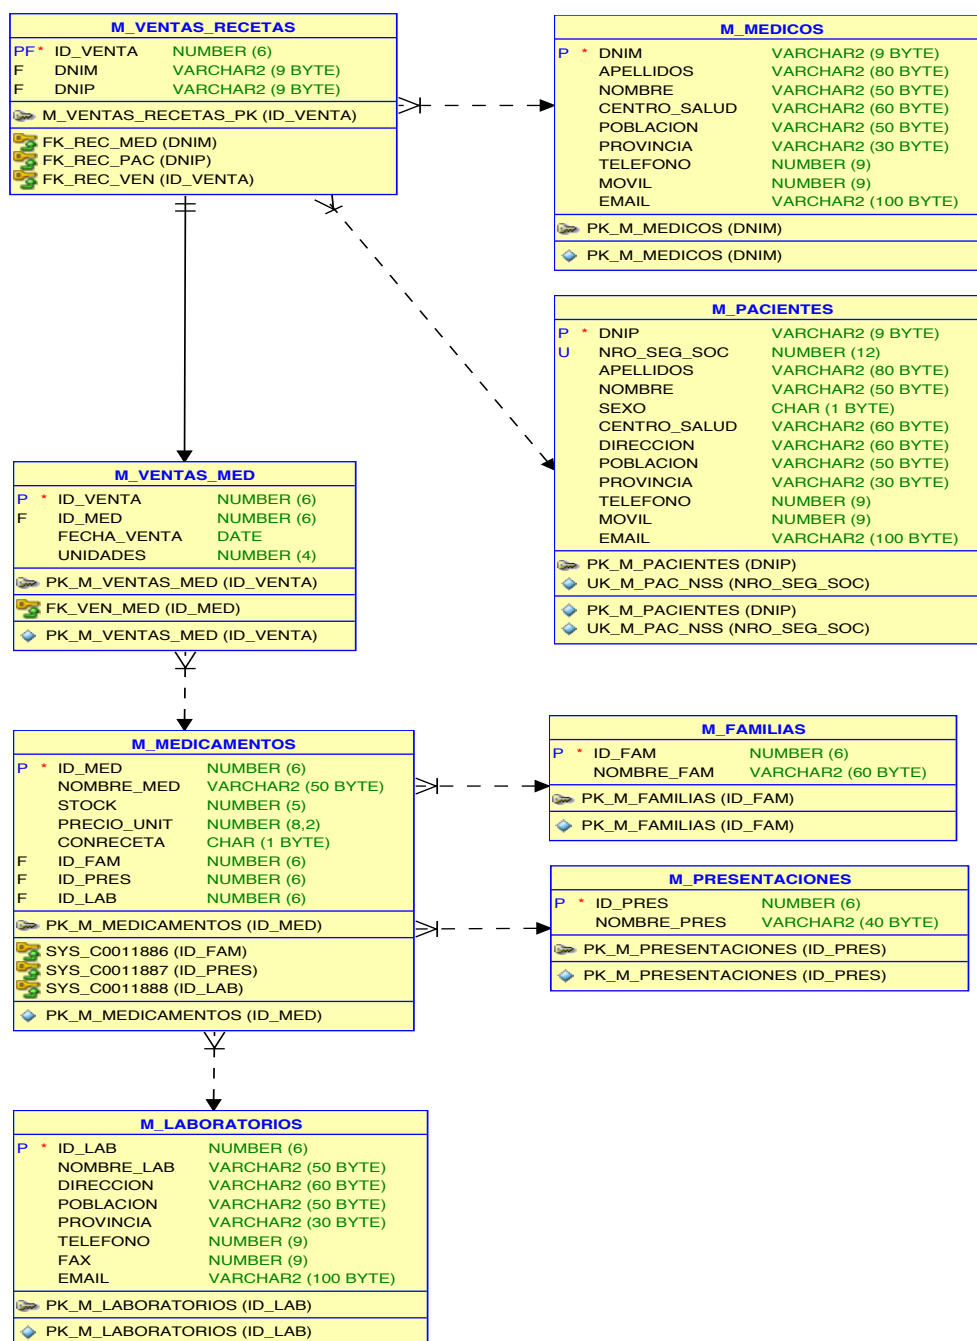 M_VENTAS_RECETAS
PF* ID_VENTA NUMBER (6)
F DNIM VARCHAR2 (9 BYTE)
F DNIP VARCHAR2 (9 BYTE)
M_VENTAS_RECETAS_PK (ID_VENTA)
FK_REC_MED (DNIM)
FK_REC_PAC (DNIP)
FK_REC_VEN (ID_VENTA)
M_MEDICOS
P * DNIM VARCHAR2 (9 BYTE)
APELLIDOS VARCHAR2 (80 BYTE)
NOMBRE VARCHAR2 (50 BYTE)
CENTRO_SALUD VARCHAR2 (60 BYTE)
POBLACION VARCHAR2 (50 BYTE)
PROVINCIA VARCHAR2 (30 BYTE)
TELEFONO NUMBER (9)
MOVIL NUMBER (9)
EMAIL VARCHAR2 (100 BYTE)
PK_M_MEDICOS (DNIM)
PK_M_MEDICOS (DNIM)
M_PACIENTES
P * DNIP VARCHAR2 (9 BYTE)
U NRO_SEG_SOC NUMBER (12)
APELLIDOS VARCHAR2 (80 BYTE)
NOMBRE VARCHAR2 (50 BYTE)
SEXO CHAR (1 BYTE)
CENTRO_SALUD VARCHAR2 (60 BYTE)
DIRECCION VARCHAR2 (60 BYTE)
POBLACION VARCHAR2 (50 BYTE)
PROVINCIA VARCHAR2 (30 BYTE)
TELEFONO NUMBER (9)
MOVIL NUMBER (9)
EMAIL VARCHAR2 (100 BYTE)
PK_M_PACIENTES (DNIP)
UK_M_PAC_NSS (NRO_SEG_SOC)
PK_M_PACIENTES (DNIP)
UK_M_PAC_NSS (NRO_SEG_SOC)
M_VENTAS_MED
P * ID_VENTA NUMBER (6)
F ID_MED NUMBER (6)
FECHA_VENTA DATE
UNIDADES NUMBER (4)
PK_M_VENTAS_MED (ID_VENTA)
FK_VEN_MED (ID_MED)
PK_M_VENTAS_MED (ID_VENTA)
M_MEDICAMENTOS
P * ID_MED NUMBER (6)
NOMBRE_MED VARCHAR2 (50 BYTE)
STOCK NUMBER (5)
PRECIO_UNIT NUMBER (8,2)
CONRECETA CHAR (1 BYTE)
F ID_FAM NUMBER (6)
F ID_PRES NUMBER (6)
F ID_LAB NUMBER (6)
PK_M_MEDICAMENTOS (ID_MED)
SYS_C0011886 (ID_FAM)
SYS_C0011887 (ID_PRES)
SYS_C0011888 (ID_LAB)
PK_M_MEDICAMENTOS (ID_MED)
M_FAMILIAS
P * ID_FAM NUMBER (6)
NOMBRE_FAM VARCHAR2 (60 BYTE)
PK_M_FAMILIAS (ID_FAM)
PK_M_FAMILIAS (ID_FAM)
M_PRESENTACIONES
P * ID_PRES NUMBER (6)
NOMBRE_PRES VARCHAR2 (40 BYTE)
PK_M_PRESENTACIONES (ID_PRES)
PK_M_PRESENTACIONES (ID_PRES)
M_LABORATORIOS
P * ID_LAB NUMBER (6)
NOMBRE_LAB VARCHAR2 (50 BYTE)
DIRECCION VARCHAR2 (60 BYTE)
POBLACION VARCHAR2 (50 BYTE)
PROVINCIA VARCHAR2 (30 BYTE)
TELEFONO NUMBER (9)
FAX NUMBER (9)
EMAIL VARCHAR2 (100 BYTE)
PK_M_LABORATORIOS (ID_LAB)
PK_M_LABORATORIOS (ID_LAB)